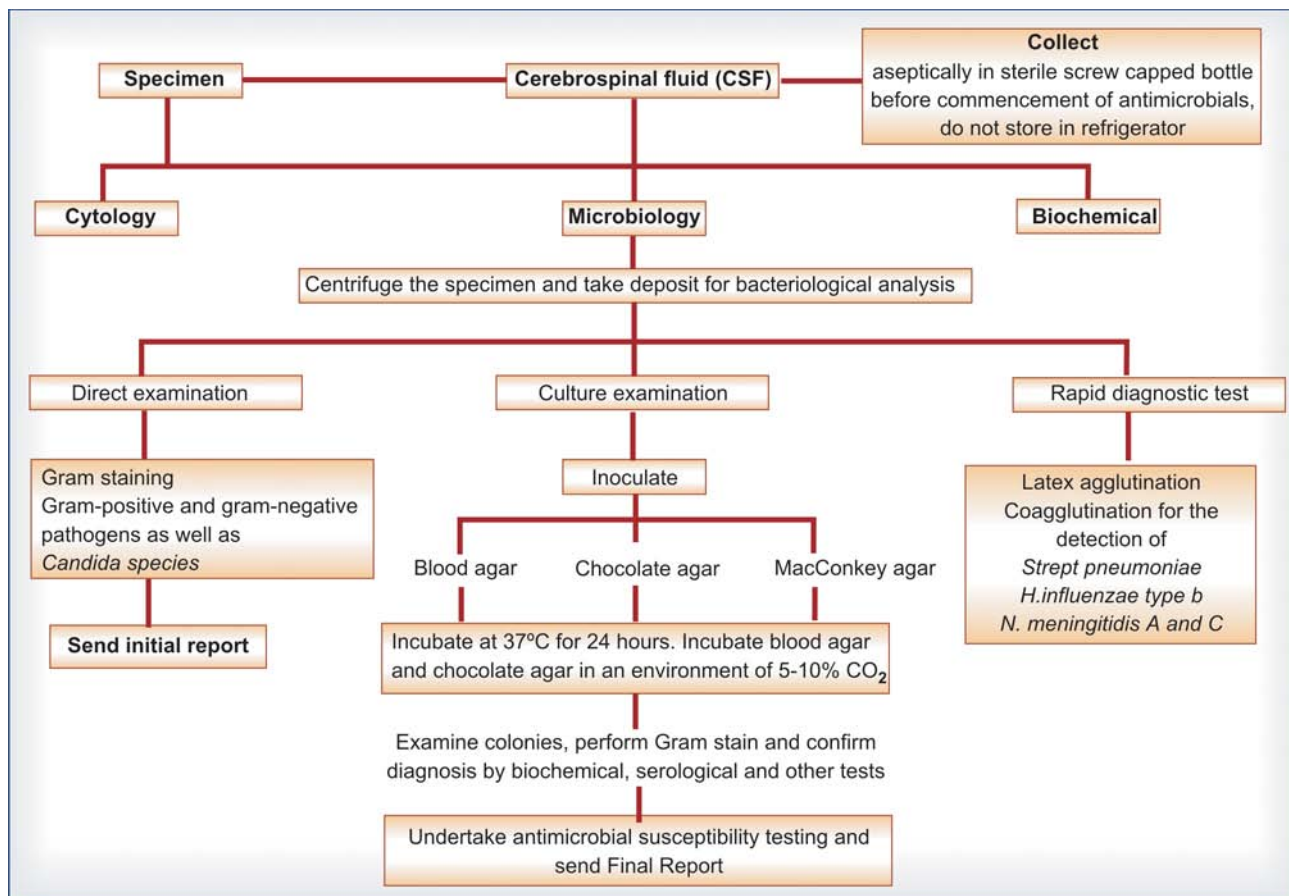 Specimen
Cerebrospinal fluid (CSF)
Collect
aseptically in sterile screw capped bottle
before commencement of antimicrobials,
do not store in refrigerator
Cytology
Microbiology
Biochemical
Centrifuge the specimen and take deposit for bacteriological analysis
Direct examination
Culture examination
Rapid diagnostic test
Gram staining
Gram-positive and gram-negative
pathogens as well as
Candida species
Send initial report
Inoculate
Blood agar
Chocolate agar
MacConkey agar
Incubate at 37ºC for 24 hours. Incubate blood agar
and chocolate agar in an environment of 5-10% CO₂
Examine colonies, perform Gram stain and confirm
diagnosis by biochemical, serological and other tests
Undertake antimicrobial susceptibility testing and
send Final Report
Latex agglutination
Coagglutination for the
detection of
Strept pneumoniae
H.influenzae type b
N. meningitidis A and C